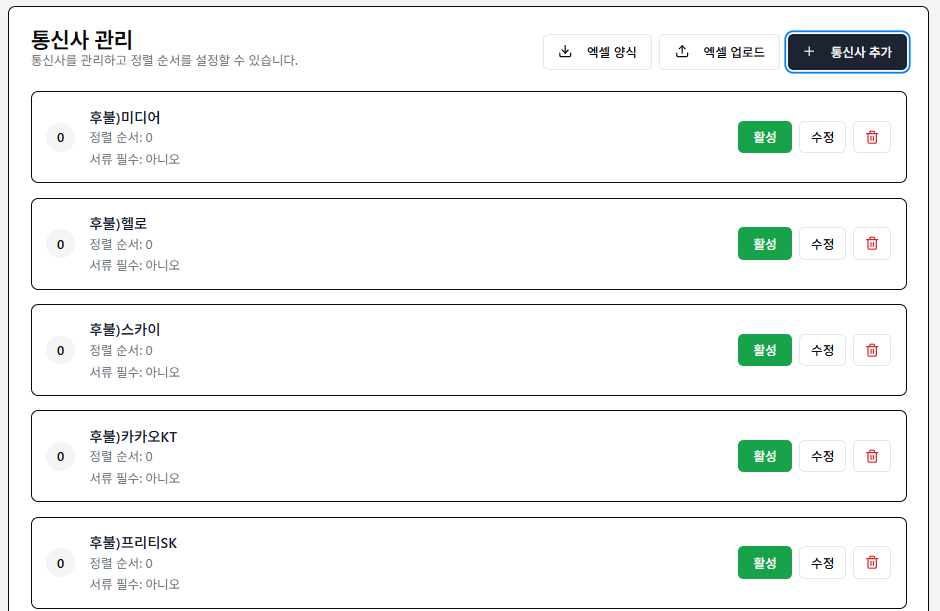 통신사 관리
통신사를 관리하고 정렬 순서를 설정할 수 있습니다.
엑셀 양식
엑셀 업로드
통신사 추가
0
후불)미디어
정렬 순서: 0
서류 필수: 아니오
활성
수정
0
후불)헬로
정렬 순서: 0
서류 필수: 아니오
활성
수정
0
후불)스카이
정렬 순서: 0
서류 필수: 아니오
활성
수정
0
후불)카카오KT
정렬 순서: 0
서류 필수: 아니오
활성
수정
0
후불)프리티SK
정렬 순서: 0
서류 필수: 아니오
활성
수정